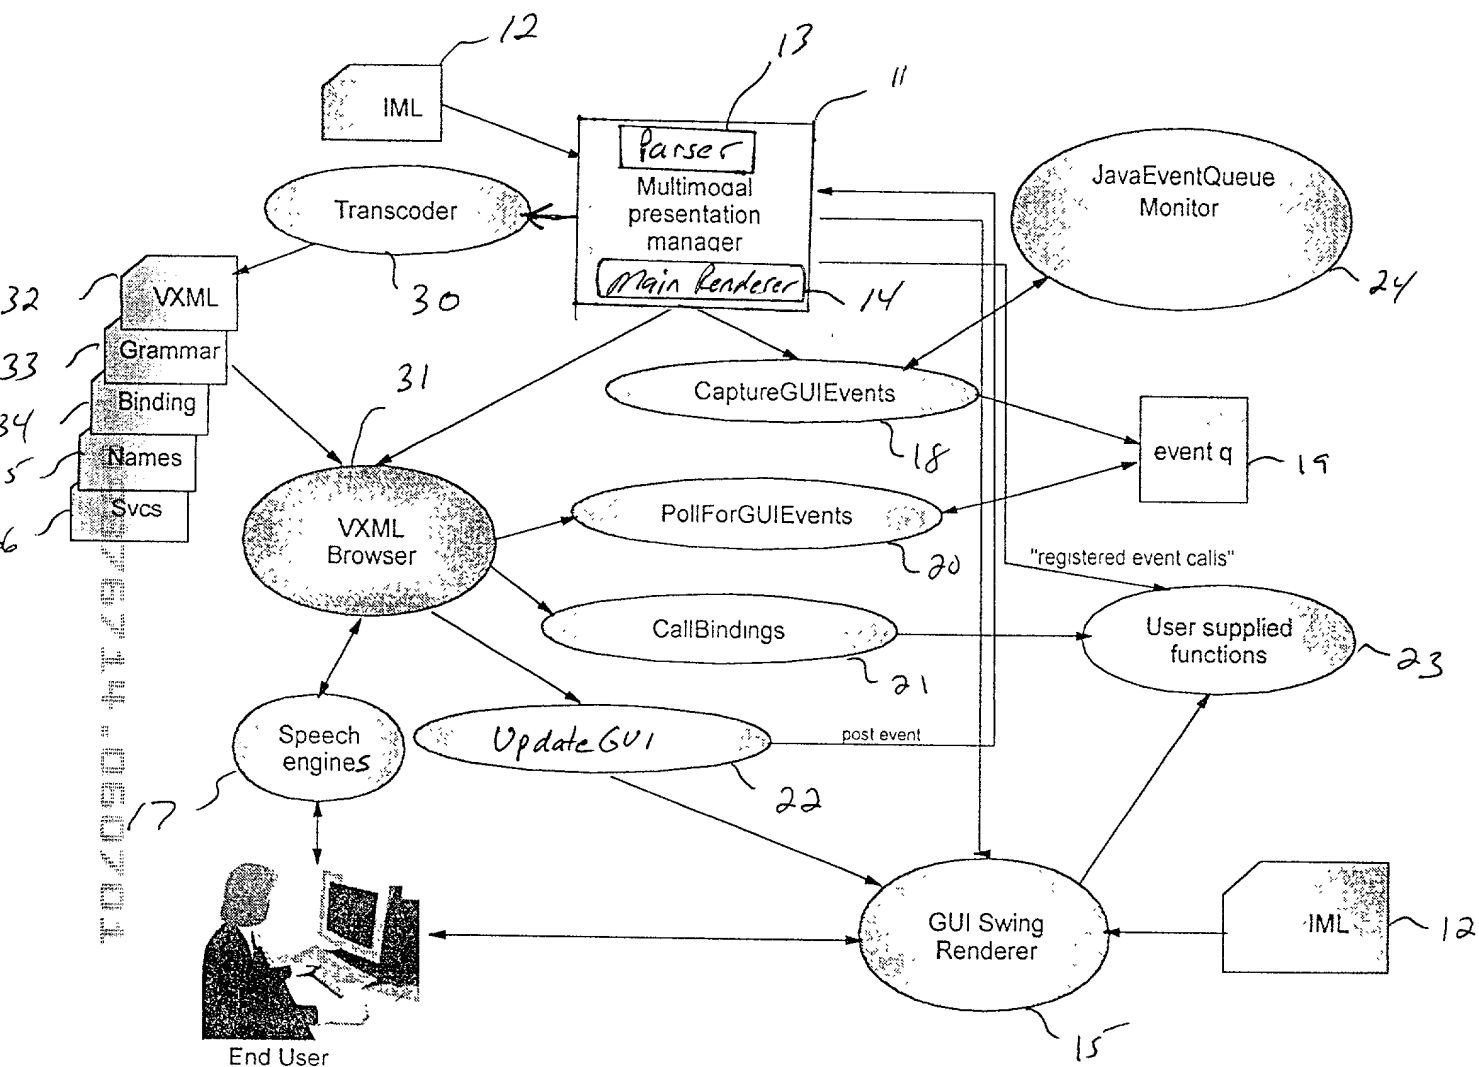 12
13
11
IML
Parser
Multimodal
presentation
manager
Main Renderer
14
JavaEventQueue
Monitor
24
Transcoder
30
32
VXML
33
Grammar
34
Binding
5
Names
6
Svcs
31
CaptureGUIEvents
18
event q
19
VXML
Browser
PollForGUIEvents
20
"registered event calls"
CallBindings
21
User supplied
functions
23
Speech
engines
17
UpdateGUI
22
post event
GUI Swing
Renderer
15
IML
12
End User